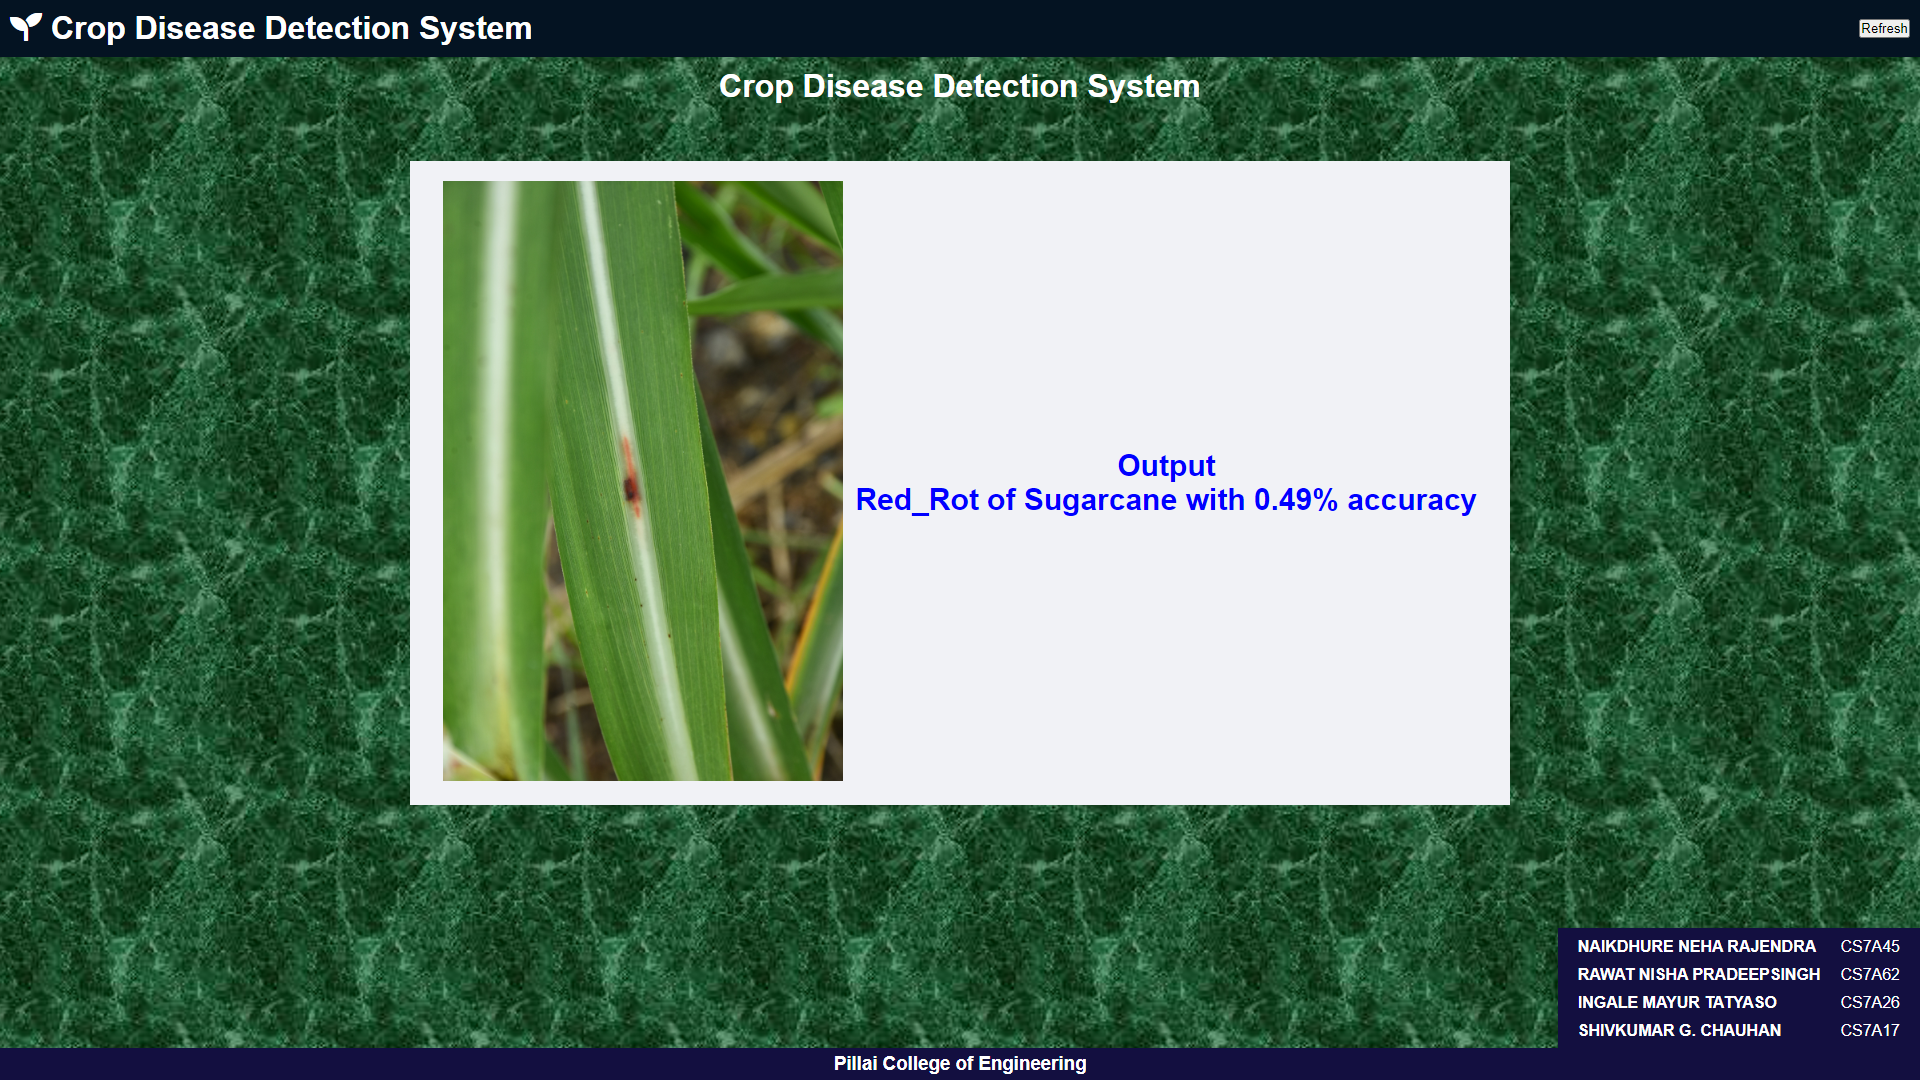 Crop Disease Detection System
Refresh
Crop Disease Detection System
Output
Red_Rot of Sugarcane with 0.49% accuracy
NAIKDHURE NEHA RAJENDRA CS7A45
RAWAT NISHA PRADEEPSINGH CS7A62
INGALE MAYUR TATYASO CS7A26
SHIVKUMAR G. CHAUHAN CS7A17
Pillai College of Engineering